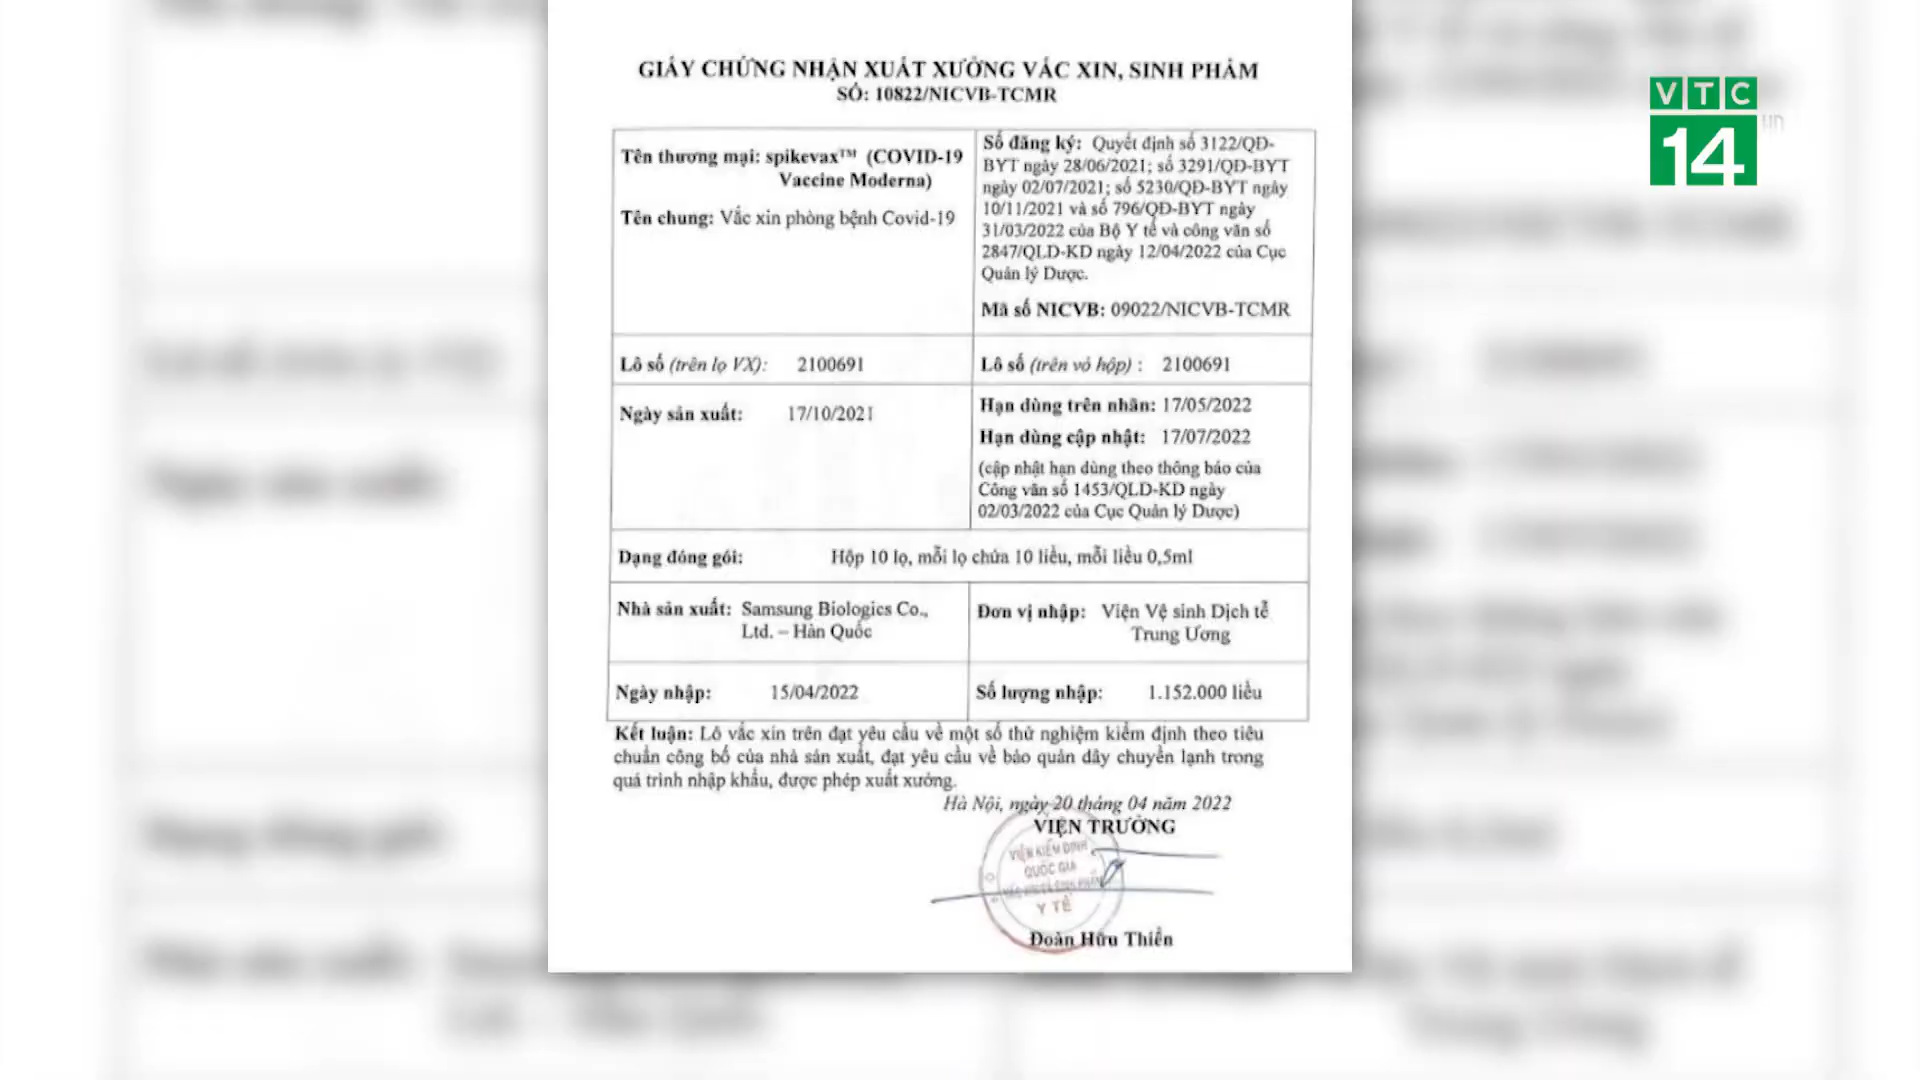 GIẤY CHỨNG NHẬN XUẤT XƯỞNG VẮC XIN, SINH PHẨM
SỐ: 10822/NICVB-TCMR
Tên thương mại: spikevax™ (COVID-19
Vaccine Moderna)
Tên chung: Vắc xin phòng bệnh Covid-19
Số đăng ký: Quyết định số 3122/QĐ-
BYT ngày 28/06/2021; số 3291/QĐ-BYT
ngày 02/07/2021; số 5230/QĐ-BYT ngày
10/11/2021 và số 796/QĐ-BYT ngày
31/03/2022 của Bộ Y tế và công văn số
2847/QLD-KD ngày 12/04/2022 của Cục
Quản lý Dược.
Mã số NICVB: 09022/NICVB-TCMR
Lô số (trên lọ VX): 2100691
Lô số (trên vỏ hộp) : 2100691
Ngày sản xuất: 17/10/2021
Hạn dùng trên nhãn: 17/05/2022
Hạn dùng cập nhật: 17/07/2022
(cập nhật hạn dùng theo thông báo của
Công văn số 1453/QLD-KD ngày
02/03/2022 của Cục Quản lý Dược)
Dạng đóng gói: Hộp 10 lọ, mỗi lọ chứa 10 liều, mỗi liều 0,5ml
Nhà sản xuất: Samsung Biologics Co.,
Ltd. – Hàn Quốc
Đơn vị nhập: Viện Vệ sinh Dịch tễ
Trung Ương
Ngày nhập: 15/04/2022
Số lượng nhập: 1.152.000 liều
Kết luận: Lô vắc xin trên đạt yêu cầu về một số thử nghiệm kiểm định theo tiêu
chuẩn công bố của nhà sản xuất, đạt yêu cầu về bảo quản dây chuyền lạnh trong
quá trình nhập khẩu, được phép xuất xưởng.
Hà Nội, ngày 20 tháng 04 năm 2022
VIỆN TRƯỞNG
VIỆN KIỂM ĐỊNH
QUỐC GIA
VẮC XIN VÀ SINH PHẨM
Y TẾ
Đoàn Hữu Thiển
VTC
14